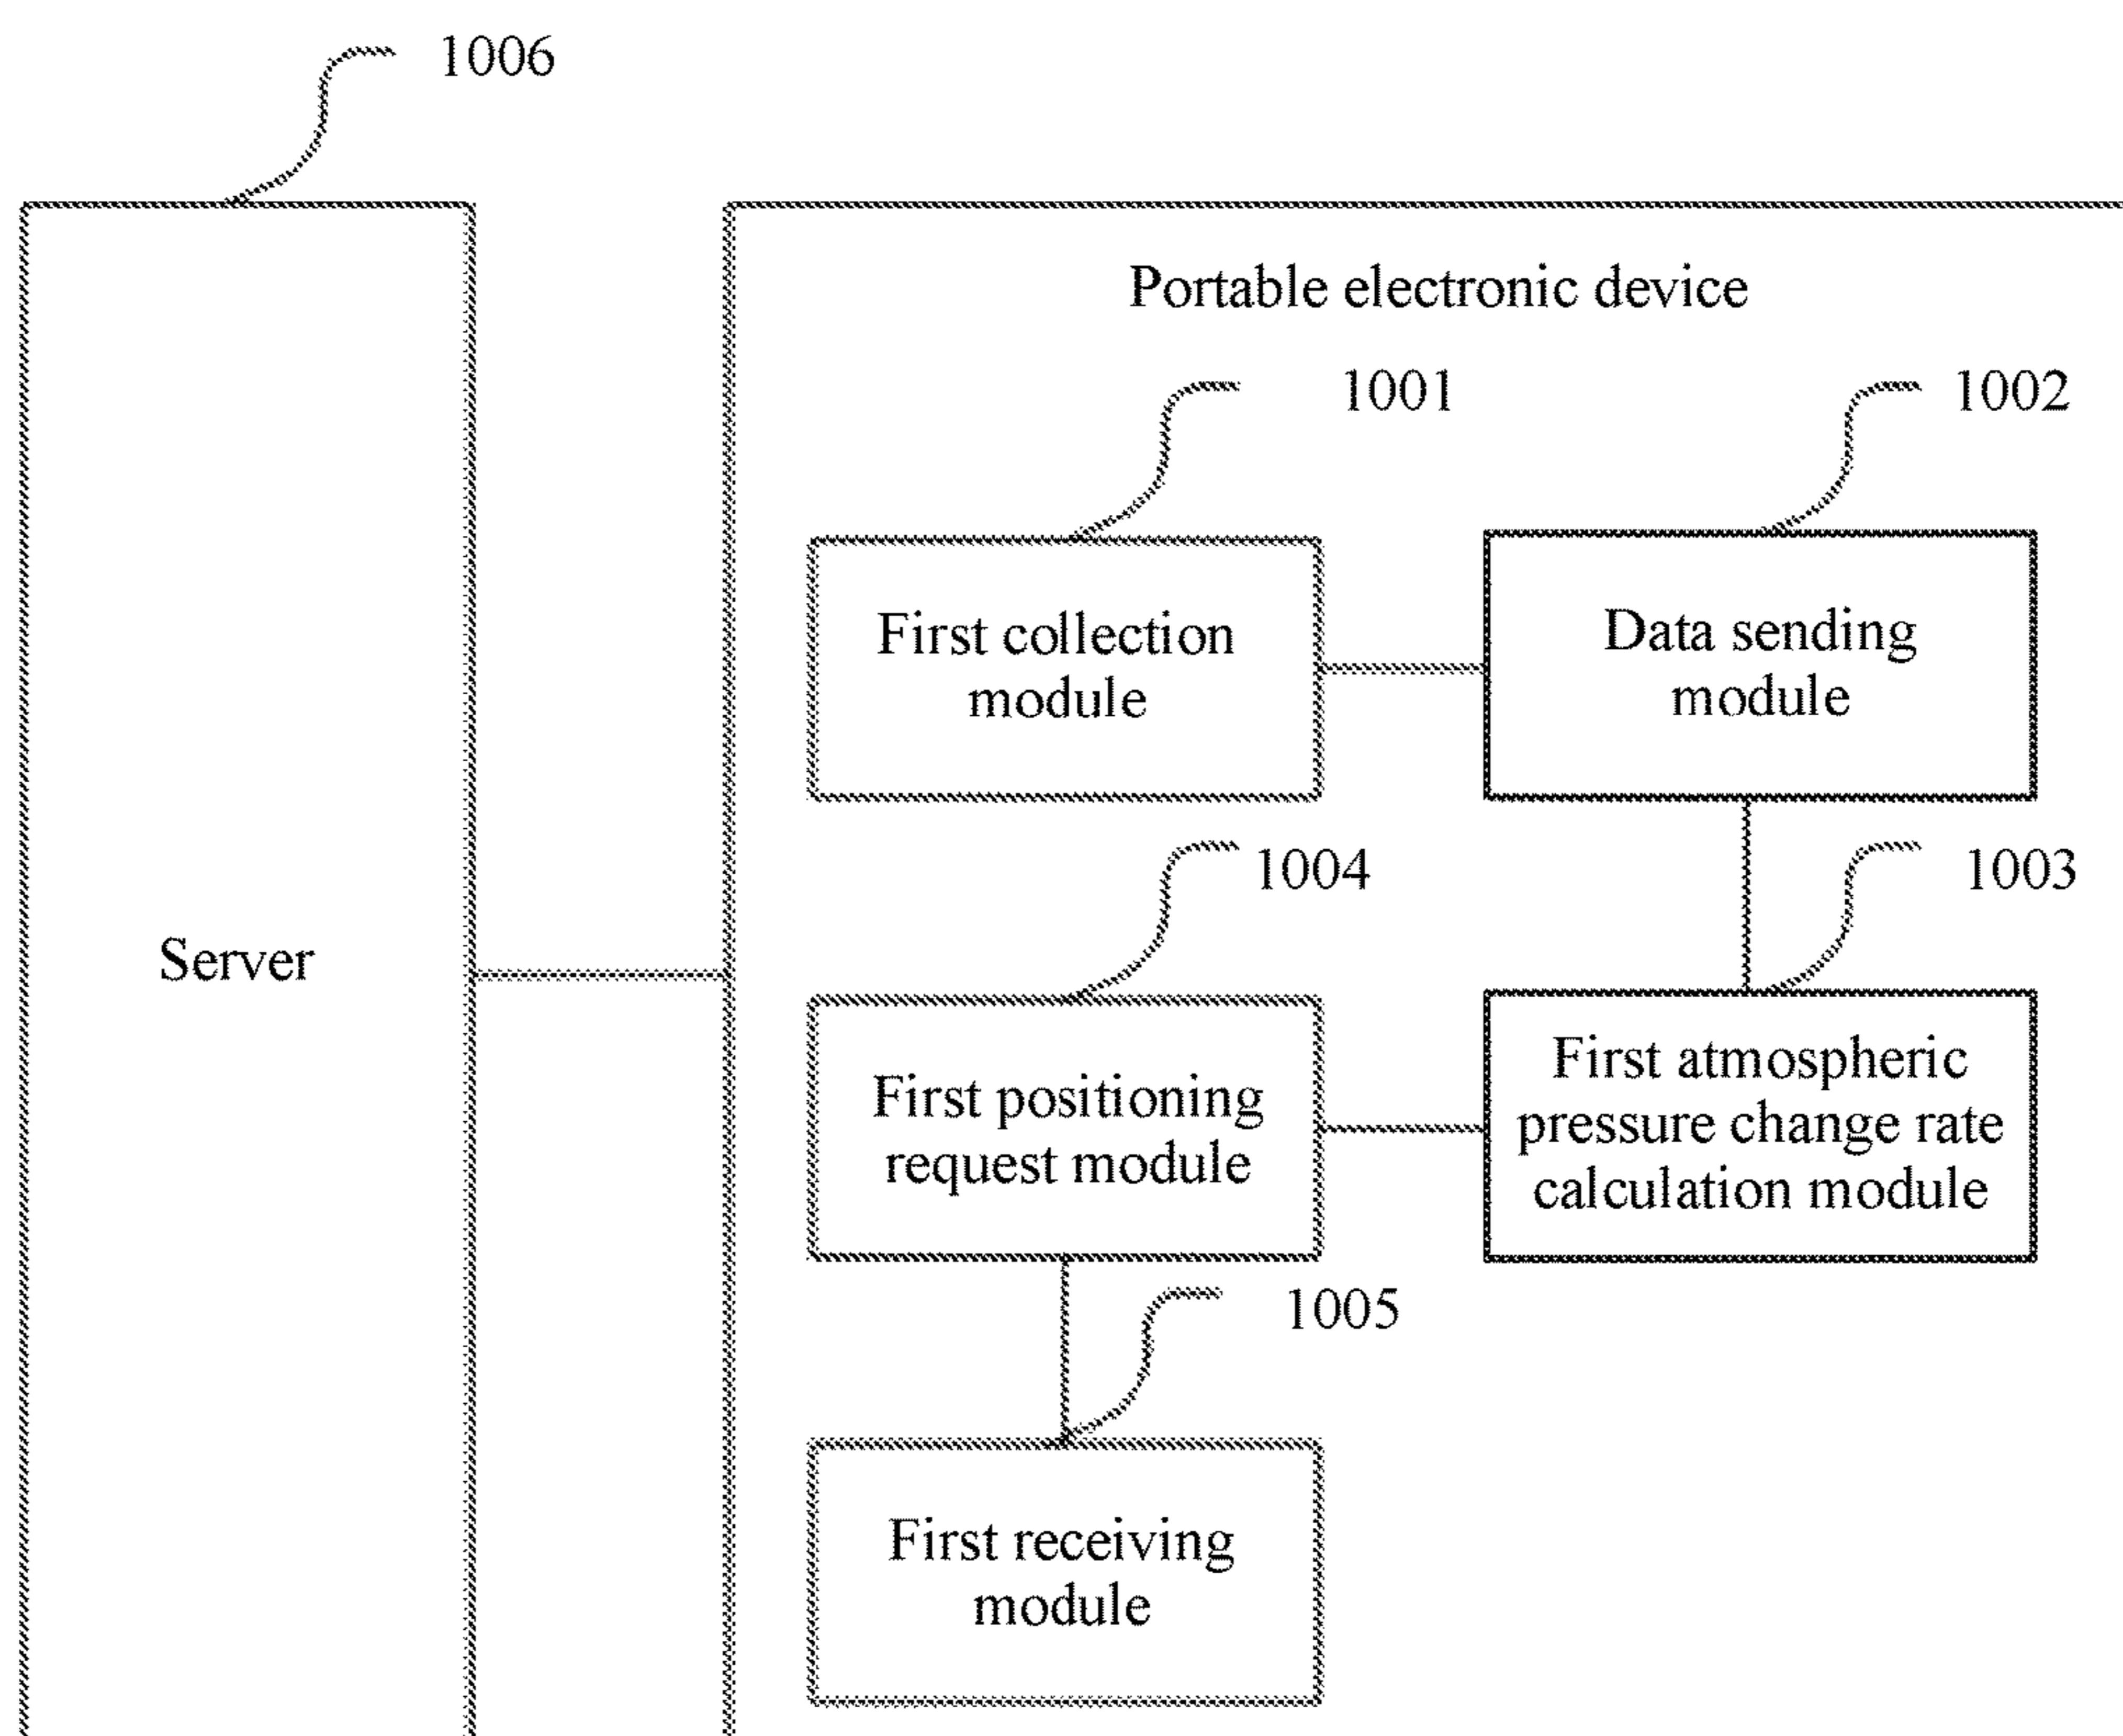 1006
Portable electronic device
1001
1002
First collection
module
Data sending
module
1004
1003
Server
First positioning
request module
First atmospheric
pressure change rate
calculation module
1005
First receiving
module